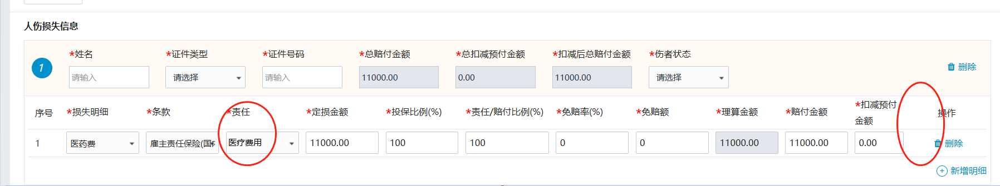 人伤损失信息
1
*姓名 *证件类型 *证件号码 *总赔付金额 *总扣减预付金额 *扣减后总赔付金额 *伤者状态
请输入 请选择 请输入 11000.00 0.00 11000.00 请选择 删除
序号 *损失明细 *条款 *责任 *定损金额 *投保比例(%) *责任/赔付比例(%) *免赔率(%) *免赔额 *理算金额 *赔付金额 *扣减预付金额 操作
1 医药费 雇主责任保险(国 医疗费用 11000.00 100 100 0 0 11000.00 11000.00 0.00 删除
新增明细